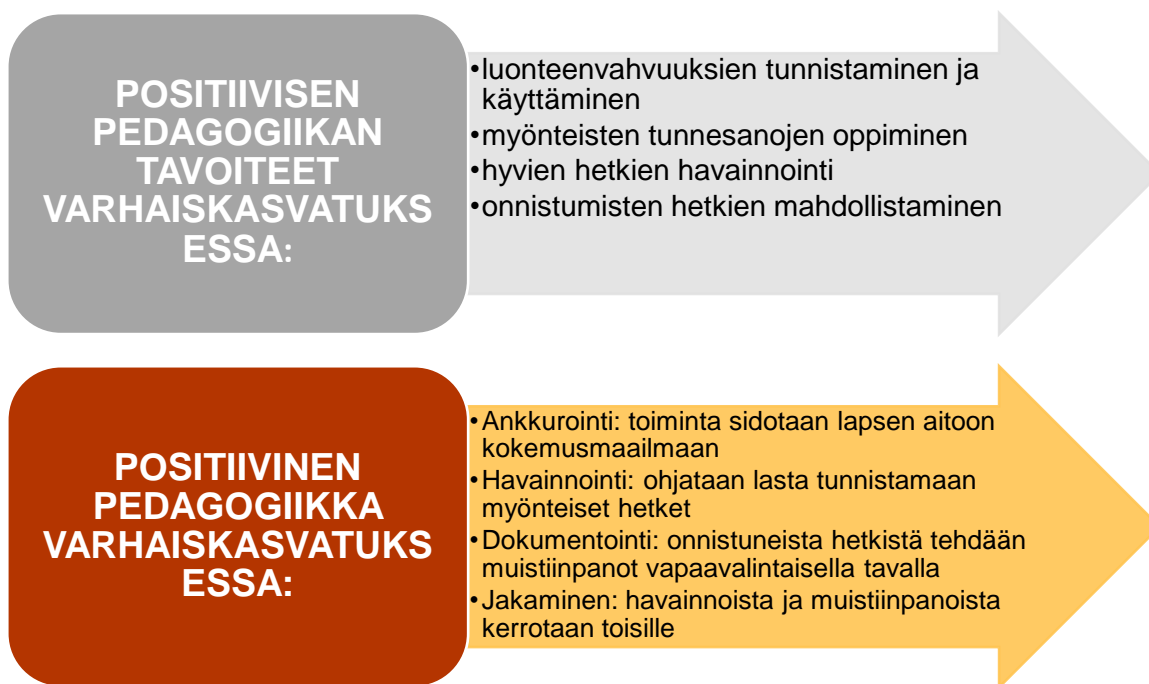 POSITIIVISEN
PEDAGOGIIKAN
TAVOITEET
VARHAISKASVATUKS
ESSA:
•luonteenvahvuuksien tunnistaminen ja
käyttäminen
•myönteisten tunnesanojen oppiminen
•hyvien hetkien havainnointi
•onnistumisten hetkien mahdollistaminen
POSITIIVINEN
PEDAGOGIIKKA
VARHAISKASVATUKS
ESSA:
•Ankkurointi: toiminta sidotaan lapsen aitoon
kokemusmaailmaan
•Havainnointi: ohjataan lasta tunnistamaan
myönteiset hetket
•Dokumentointi: onnistuneista hetkistä tehdään
muistiinpanot vapaavalintaisella tavalla
•Jakaminen: havainnoista ja muistiinpanoista
kerrotaan toisille